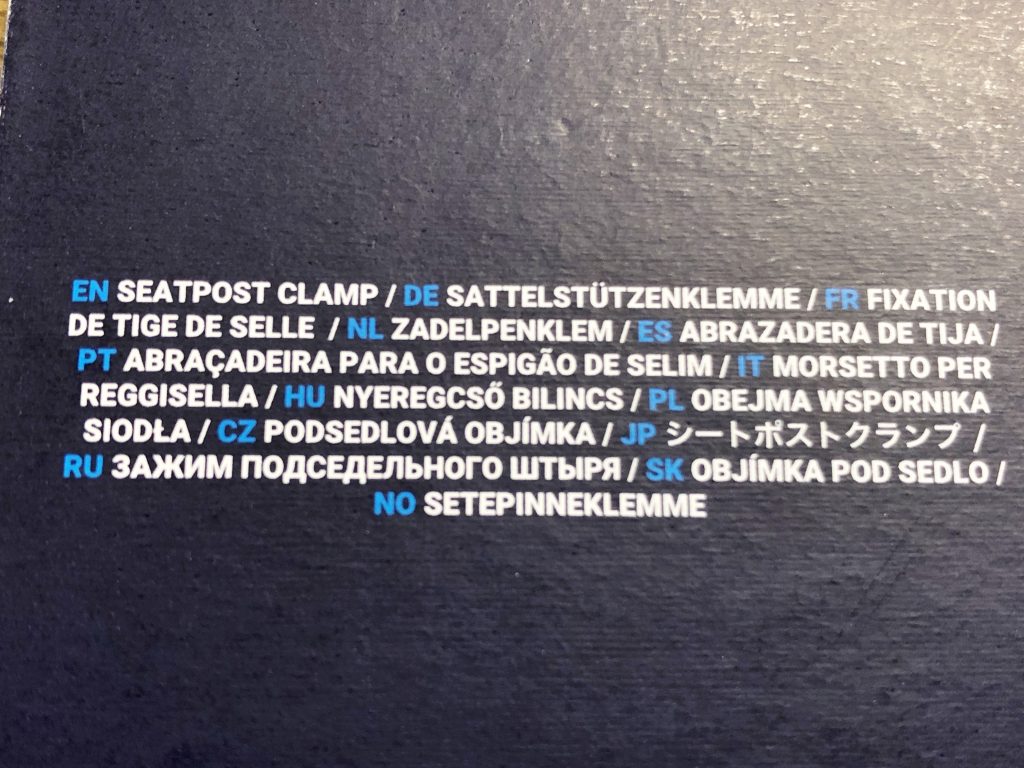 EN SEATPOST CLAMP / DE SATTELSTÜTZENKLEMME / FR FIXATION
DE TIGE DE SELLE / NL ZADELPENKLEM / ES ABRAZADERA DE TIJA /
PT ABRAÇADEIRA PARA O ESPIGÃO DE SELIM / IT MORSETTO PER
REGGISELLA / HU NYEREGCSŐ BILINCS / PL OBEJMA WSPORNIKA
SIODŁA / CZ PODSEDLOVÁ OBJÍMKA / JP シートポストクランプ /
RU ЗАЖИМ ПОДСЕДЕЛЬНОГО ШТЫРЯ / SK OBJÍMKA POD SEDLO /
NO SETEPINNEKLEMME